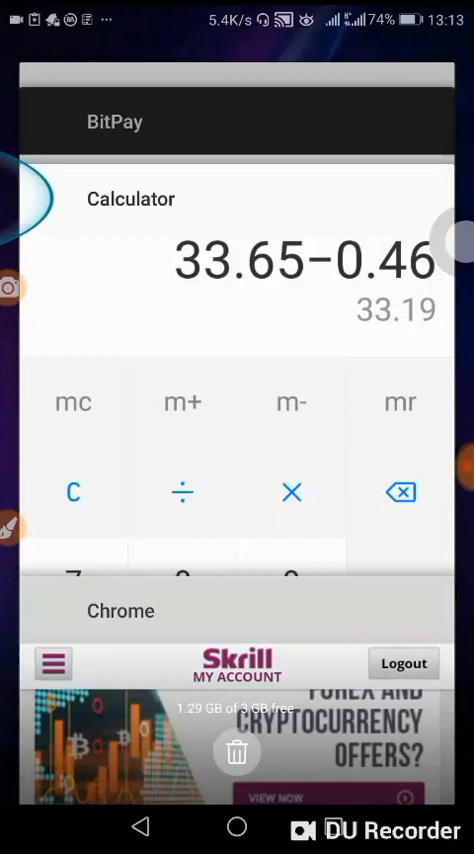 5.4K/s 74% 13:13
BitPay
Calculator
33.65−0.46
33.19
mc m+ m- mr
C ÷ × 
Chrome
Skrill
MY ACCOUNT
Logout
1.29 GB of 3 GB free
FOREX AND
CRYPTOCURRENCY
OFFERS?
VIEW NOW
DU Recorder